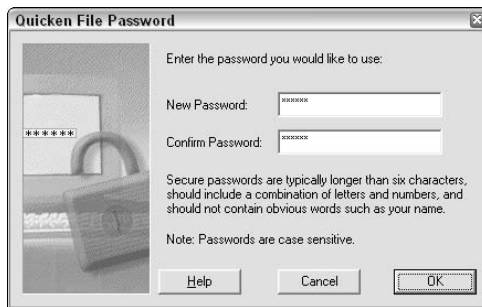 Quicken File Password
Enter the password you would like to use:
New Password: ******
******
Confirm Password: ******
Secure passwords are typically longer than six characters,
should include a combination of letters and numbers, and
should not contain obvious words such as your name.
Note: Passwords are case sensitive.
Help Cancel OK